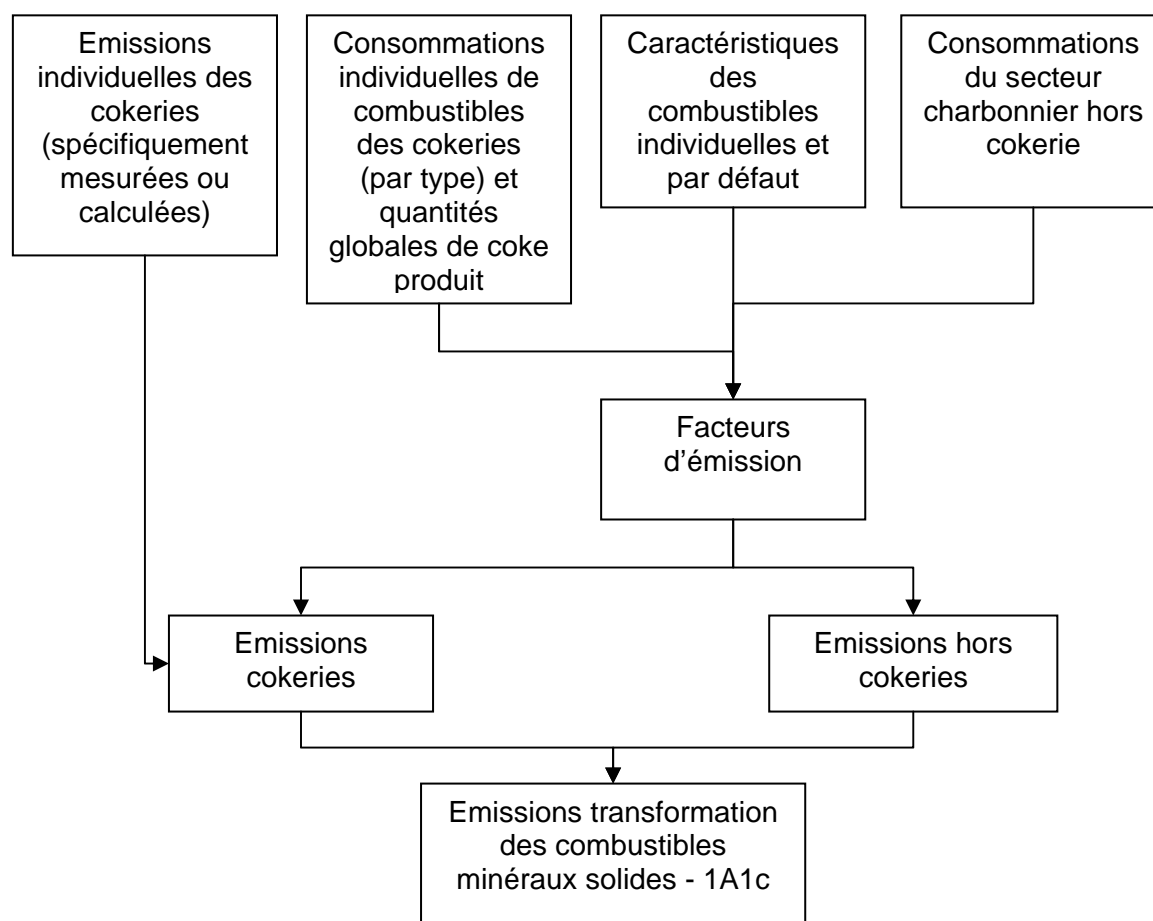 Emissions
individuelles des
cokeries
(spécifiquement
mesurées ou
calculées)
Consommations
individuelles de
combustibles
des cokeries
(par type) et
quantités
globales de coke
produit
Caractéristiques
des
combustibles
individuelles et
par défaut
Consommations
du secteur
charbonnier hors
cokerie
Facteurs
d’émission
Emissions
cokeries
Emissions hors
cokeries
Emissions transformation
des combustibles
minéraux solides - 1A1c